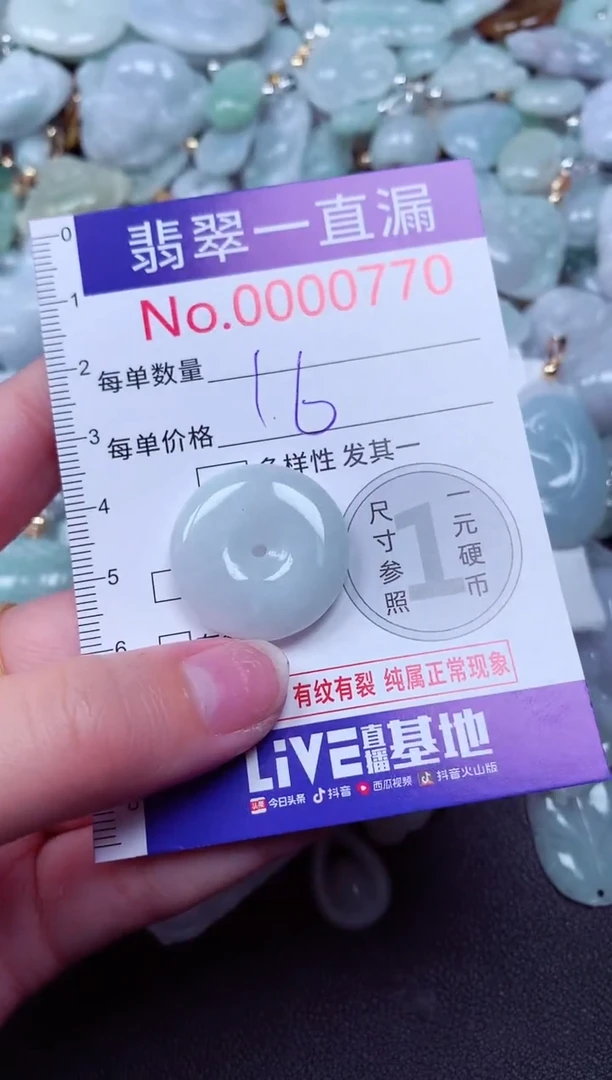 翡翠一直漏
No.0000770
0
1
2
3
4
5
6
每单数量
16
每单价格
多样性 发其一
尺寸参照
1
一元硬币
有纹有裂 纯属正常现象
LiVE直播基地
头条 今日头条 抖音 西瓜视频 抖音火山版